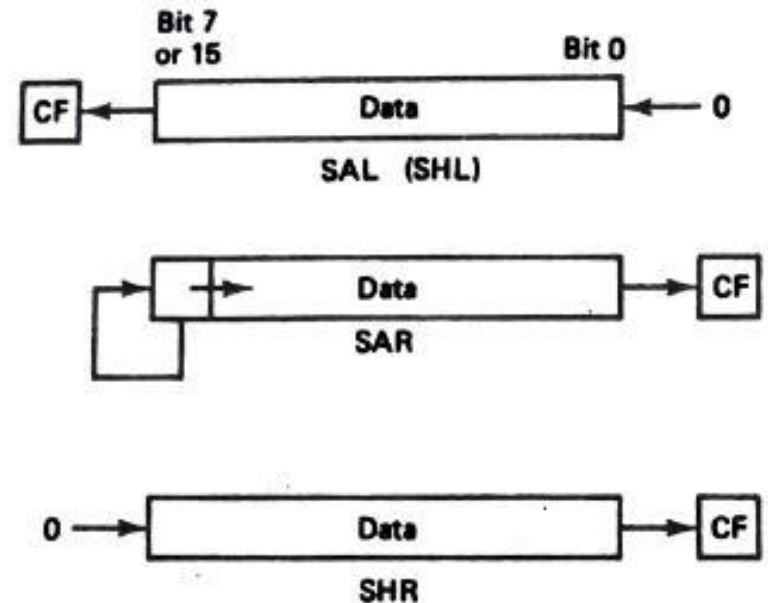 Bit 7
or 15
Bit 0
CF
Data
0
SAL (SHL)
Data
CF
SAR
0
Data
CF
SHR